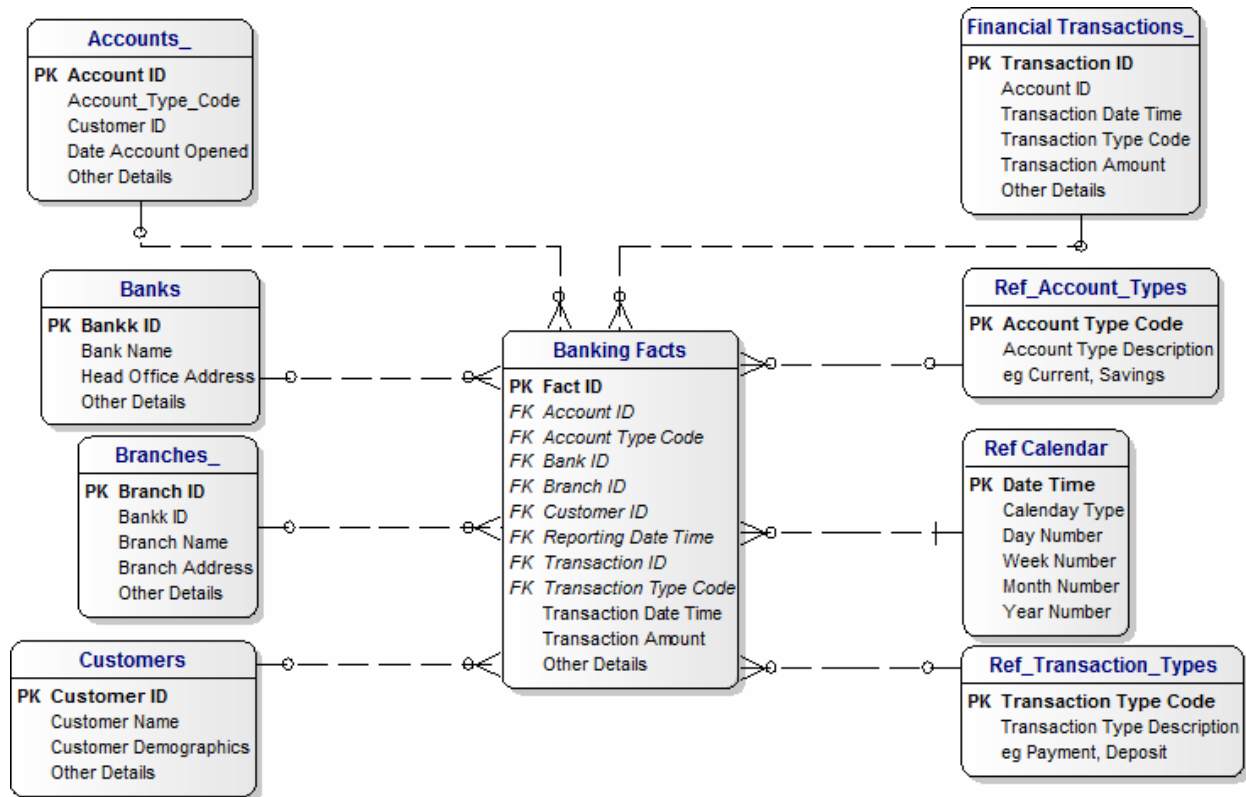 Accounts_
PK Account ID
Account_Type_Code
Customer ID
Date Account Opened
Other Details
Financial Transactions_
PK Transaction ID
Account ID
Transaction Date Time
Transaction Type Code
Transaction Amount
Other Details
Banks
PK Bankk ID
Bank Name
Head Office Address
Other Details
Ref_Account_Types
PK Account Type Code
Account Type Description
eg Current, Savings
Banking Facts
PK Fact ID
FK Account ID
FK Account Type Code
FK Bank ID
FK Branch ID
FK Customer ID
FK Reporting Date Time
FK Transaction ID
FK Transaction Type Code
Transaction Date Time
Transaction Amount
Other Details
Branches_
PK Branch ID
Bankk ID
Branch Name
Branch Address
Other Details
Ref Calendar
PK Date Time
Calenday Type
Day Number
Week Number
Month Number
Year Number
Customers
PK Customer ID
Customer Name
Customer Demographics
Other Details
Ref_Transaction_Types
PK Transaction Type Code
Transaction Type Description
eg Payment, Deposit